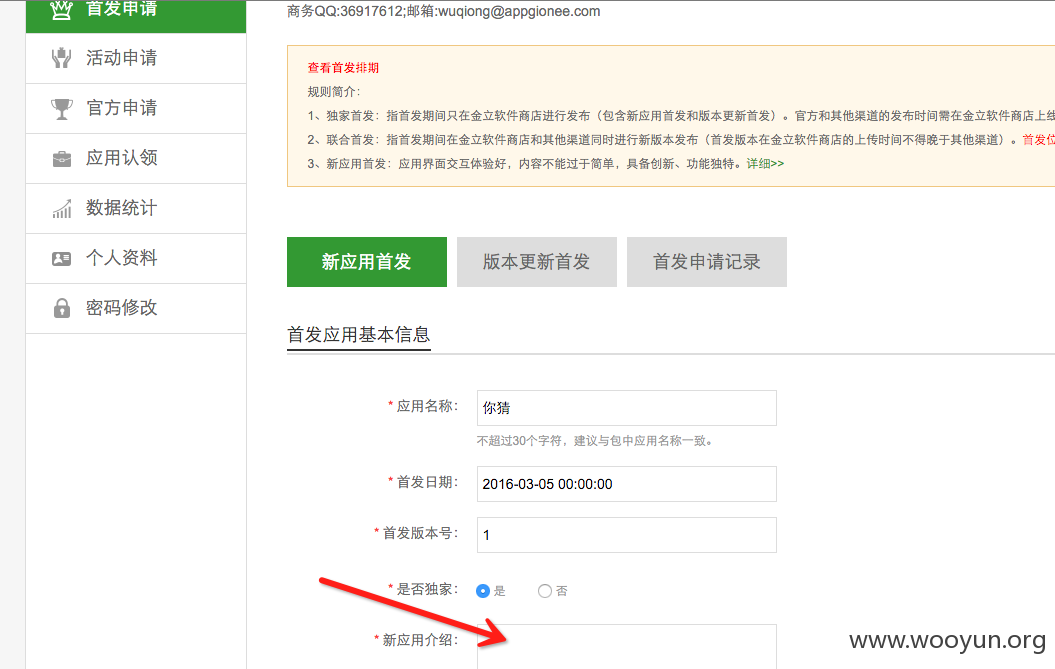 首发申请
活动申请
官方申请
应用认领
数据统计
个人资料
密码修改
商务QQ:36917612;邮箱:wuqiong@appgionee.com
查看首发排期
规则简介：
1、独家首发：指首发期间只在金立软件商店进行发布（包含新应用首发和版本更新首发）。官方和其他渠道的发布时间需在金立软件商店上线
2、联合首发：指首发期间在金立软件商店和其他渠道同时进行新版本发布（首发版本在金立软件商店的上传时间不得晚于其他渠道）。首发位
3、新应用首发：应用界面交互体验好，内容不能过于简单，具备创新、功能独特。详细>>
新应用首发 版本更新首发 首发申请记录
首发应用基本信息
* 应用名称： 你猜
不超过30个字符，建议与包中应用名称一致。
* 首发日期： 2016-03-05 00:00:00
* 首发版本号： 1
* 是否独家： 是 否
* 新应用介绍：
www.wooyun.org